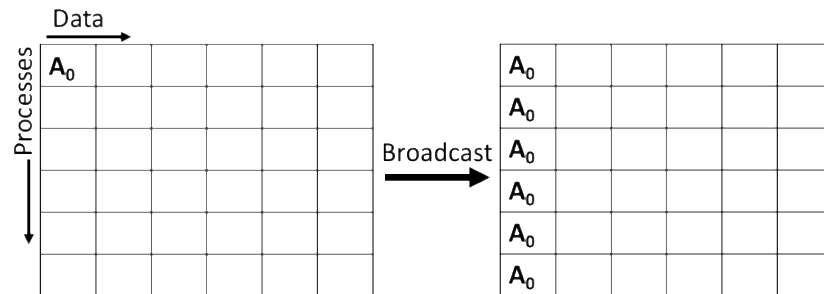 Data
Processes
A₀
Broadcast
A₀
A₀
A₀
A₀
A₀
A₀